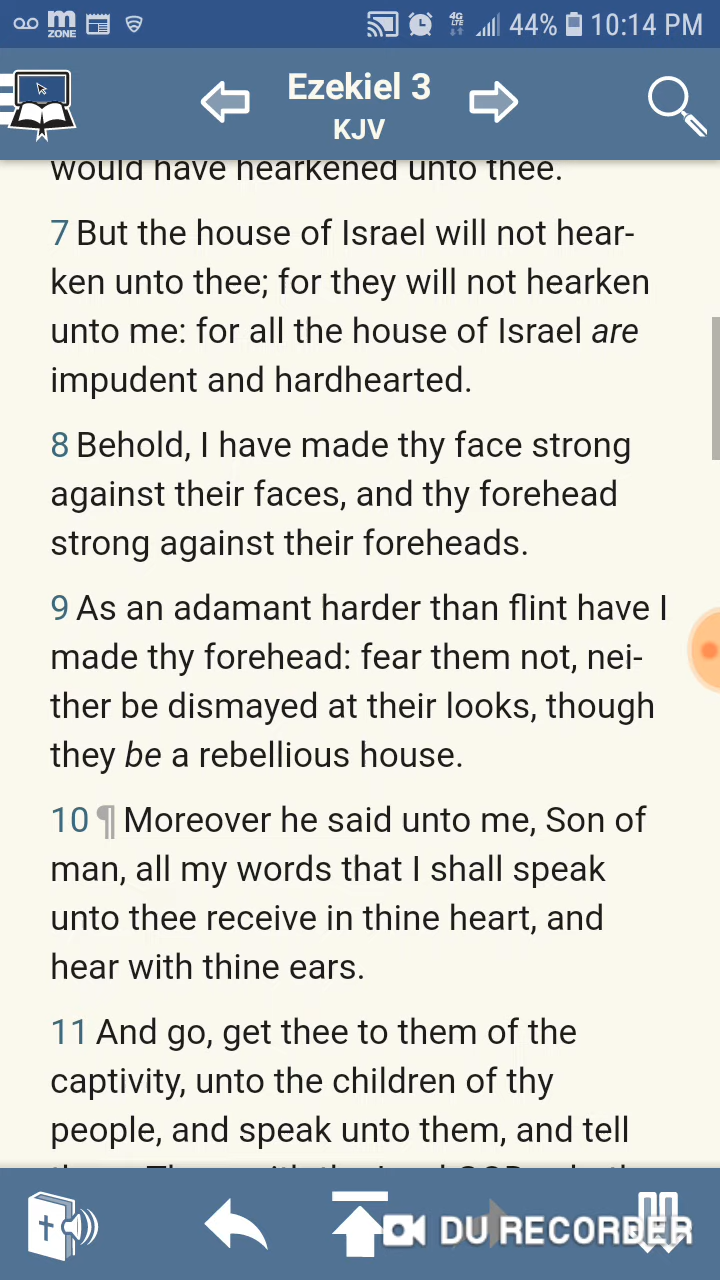 m
ZONE
4G
LTE
44%
10:14 PM
Ezekiel 3
KJV
would have hearkened unto thee.
7 But the house of Israel will not hear-
ken unto thee; for they will not hearken
unto me: for all the house of Israel are
impudent and hardhearted.
8 Behold, I have made thy face strong
against their faces, and thy forehead
strong against their foreheads.
9 As an adamant harder than flint have I
made thy forehead: fear them not, nei-
ther be dismayed at their looks, though
they be a rebellious house.
10 ¶ Moreover he said unto me, Son of
man, all my words that I shall speak
unto thee receive in thine heart, and
hear with thine ears.
11 And go, get thee to them of the
captivity, unto the children of thy
people, and speak unto them, and tell
DU RECORDER